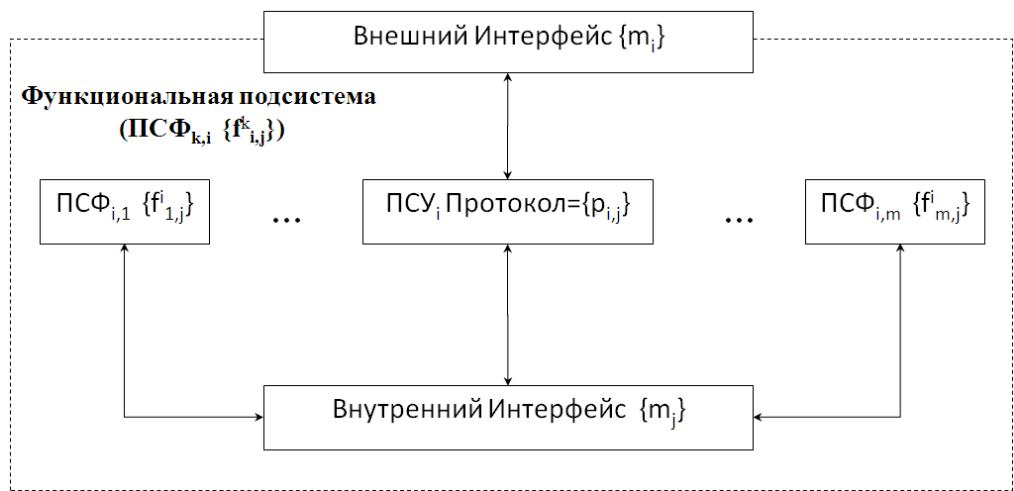 Внешний Интерфейс {mᵢ}
Функциональная подсистема
(ПСФₖ,ᵢ {fᵏᵢ,ⱼ})
ПСФᵢ,₁ {fⁱ₁,ⱼ}
...
ПСУᵢ Протокол={pᵢ,ⱼ}
...
ПСФᵢ,ₘ {fⁱₘ,ⱼ}
Внутренний Интерфейс {mⱼ}